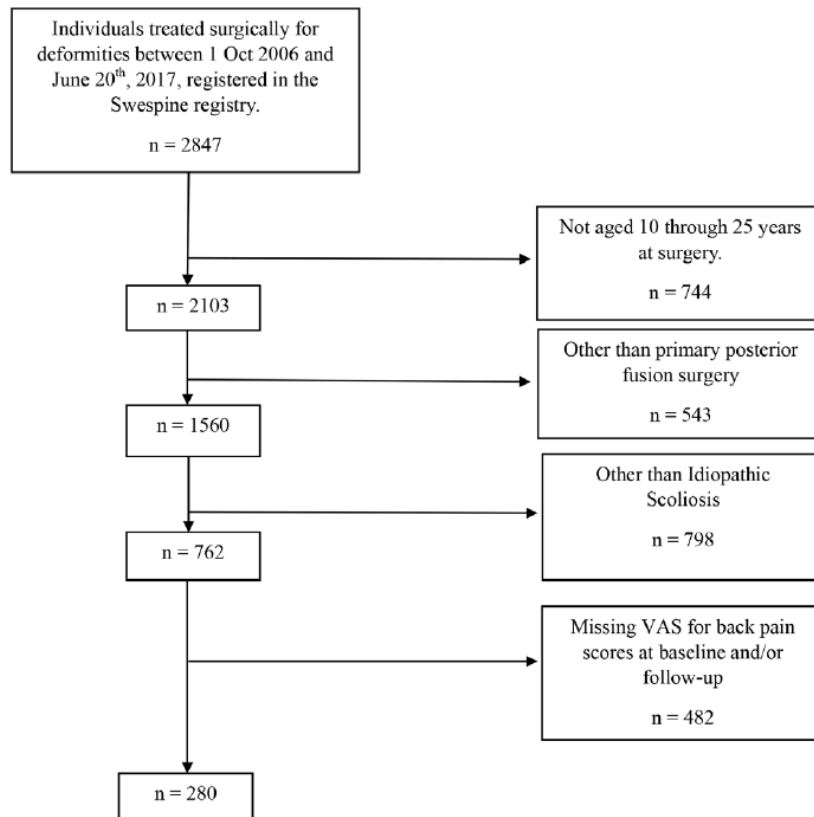 Individuals treated surgically for
deformities between 1 Oct 2006 and
June 20th, 2017, registered in the
Swespine registry.
n = 2847
Not aged 10 through 25 years
at surgery.
n = 744
n = 2103
Other than primary posterior
fusion surgery
n = 543
n = 1560
Other than Idiopathic
Scoliosis
n = 798
n = 762
Missing VAS for back pain
scores at baseline and/or
follow-up
n = 482
n = 280